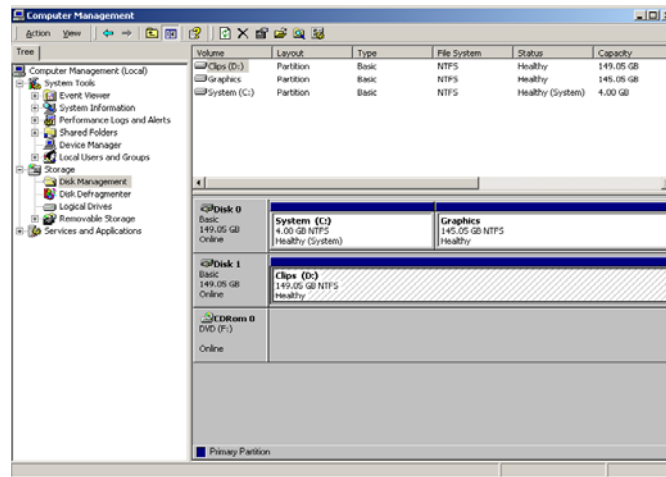 Computer Management
Action View
Tree
Computer Management (Local)
System Tools
Event Viewer
System Information
Performance Logs and Alerts
Shared Folders
Device Manager
Local Users and Groups
Storage
Disk Management
Disk Defragmenter
Logical Drives
Removable Storage
Services and Applications
Volume Layout Type File System Status Capacity
Clips (D:) Partition Basic NTFS Healthy 149.05 GB
Graphics Partition Basic NTFS Healthy 145.05 GB
System (C:) Partition Basic NTFS Healthy (System) 4.00 GB
Disk 0
Basic
149.05 GB
Online
System (C:)
4.00 GB NTFS
Healthy (System)
Graphics
145.05 GB NTFS
Healthy
Disk 1
Basic
149.05 GB
Online
Clips (D:)
149.05 GB NTFS
Healthy
CDRom 0
DVD (F:)
Online
Primary Partition